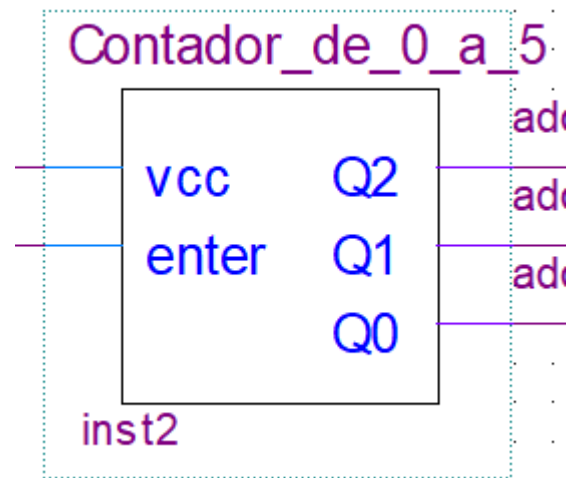 Contador_de_0_a_5
vcc Q2
enter Q1
Q0
inst2